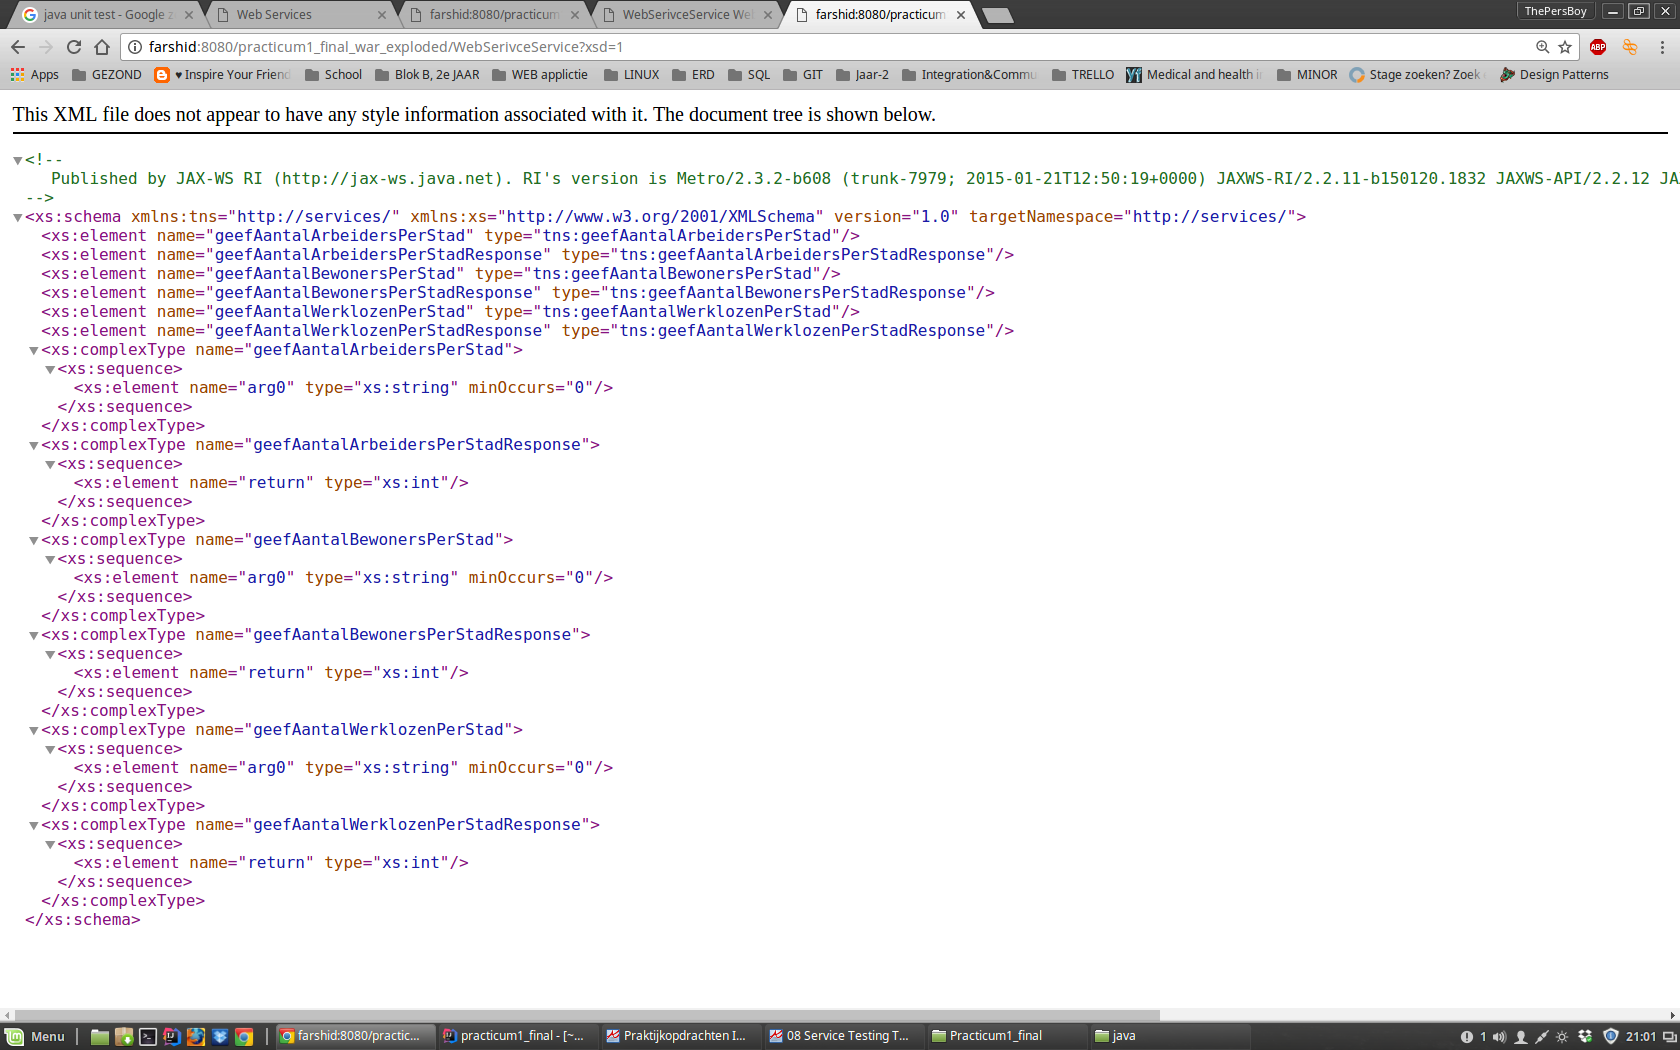 java unit test - Google z
Web Services
farshid:8080/practicum
WebSerivceService We
farshid:8080/practicum
ThePersBoy
farshid:8080/practicum1_final_war_exploded/WebSerivceService?xsd=1
ABP
Apps
GEZOND
♥ Inspire Your Friend
School
Blok B, 2e JAAR
WEB applictie
LINUX
ERD
SQL
GIT
Jaar-2
Integration&Commu
TRELLO
Medical and health i
MINOR
Stage zoeken? Zoek
Design Patterns
This XML file does not appear to have any style information associated with it. The document tree is shown below.
<!--
Published by JAX-WS RI (http://jax-ws.java.net). RI's version is Metro/2.3.2-b608 (trunk-7979; 2015-01-21T12:50:19+0000) JAXWS-RI/2.2.11-b150120.1832 JAXWS-API/2.2.12 JA
-->
<xs:schema xmlns:tns="http://services/" xmlns:xs="http://www.w3.org/2001/XMLSchema" version="1.0" targetNamespace="http://services/">
<xs:element name="geefAantalArbeidersPerStad" type="tns:geefAantalArbeidersPerStad"/>
<xs:element name="geefAantalArbeidersPerStadResponse" type="tns:geefAantalArbeidersPerStadResponse"/>
<xs:element name="geefAantalBewonersPerStad" type="tns:geefAantalBewonersPerStad"/>
<xs:element name="geefAantalBewonersPerStadResponse" type="tns:geefAantalBewonersPerStadResponse"/>
<xs:element name="geefAantalWerklozenPerStad" type="tns:geefAantalWerklozenPerStad"/>
<xs:element name="geefAantalWerklozenPerStadResponse" type="tns:geefAantalWerklozenPerStadResponse"/>
<xs:complexType name="geefAantalArbeidersPerStad">
<xs:sequence>
<xs:element name="arg0" type="xs:string" minOccurs="0"/>
</xs:sequence>
</xs:complexType>
<xs:complexType name="geefAantalArbeidersPerStadResponse">
<xs:sequence>
<xs:element name="return" type="xs:int"/>
</xs:sequence>
</xs:complexType>
<xs:complexType name="geefAantalBewonersPerStad">
<xs:sequence>
<xs:element name="arg0" type="xs:string" minOccurs="0"/>
</xs:sequence>
</xs:complexType>
<xs:complexType name="geefAantalBewonersPerStadResponse">
<xs:sequence>
<xs:element name="return" type="xs:int"/>
</xs:sequence>
</xs:complexType>
<xs:complexType name="geefAantalWerklozenPerStad">
<xs:sequence>
<xs:element name="arg0" type="xs:string" minOccurs="0"/>
</xs:sequence>
</xs:complexType>
<xs:complexType name="geefAantalWerklozenPerStadResponse">
<xs:sequence>
<xs:element name="return" type="xs:int"/>
</xs:sequence>
</xs:complexType>
</xs:schema>
Menu
farshid:8080/practic...
practicum1_final - [~...
Praktijkopdrachten I...
08 Service Testing T...
Practicum1_final
java
1
21:01